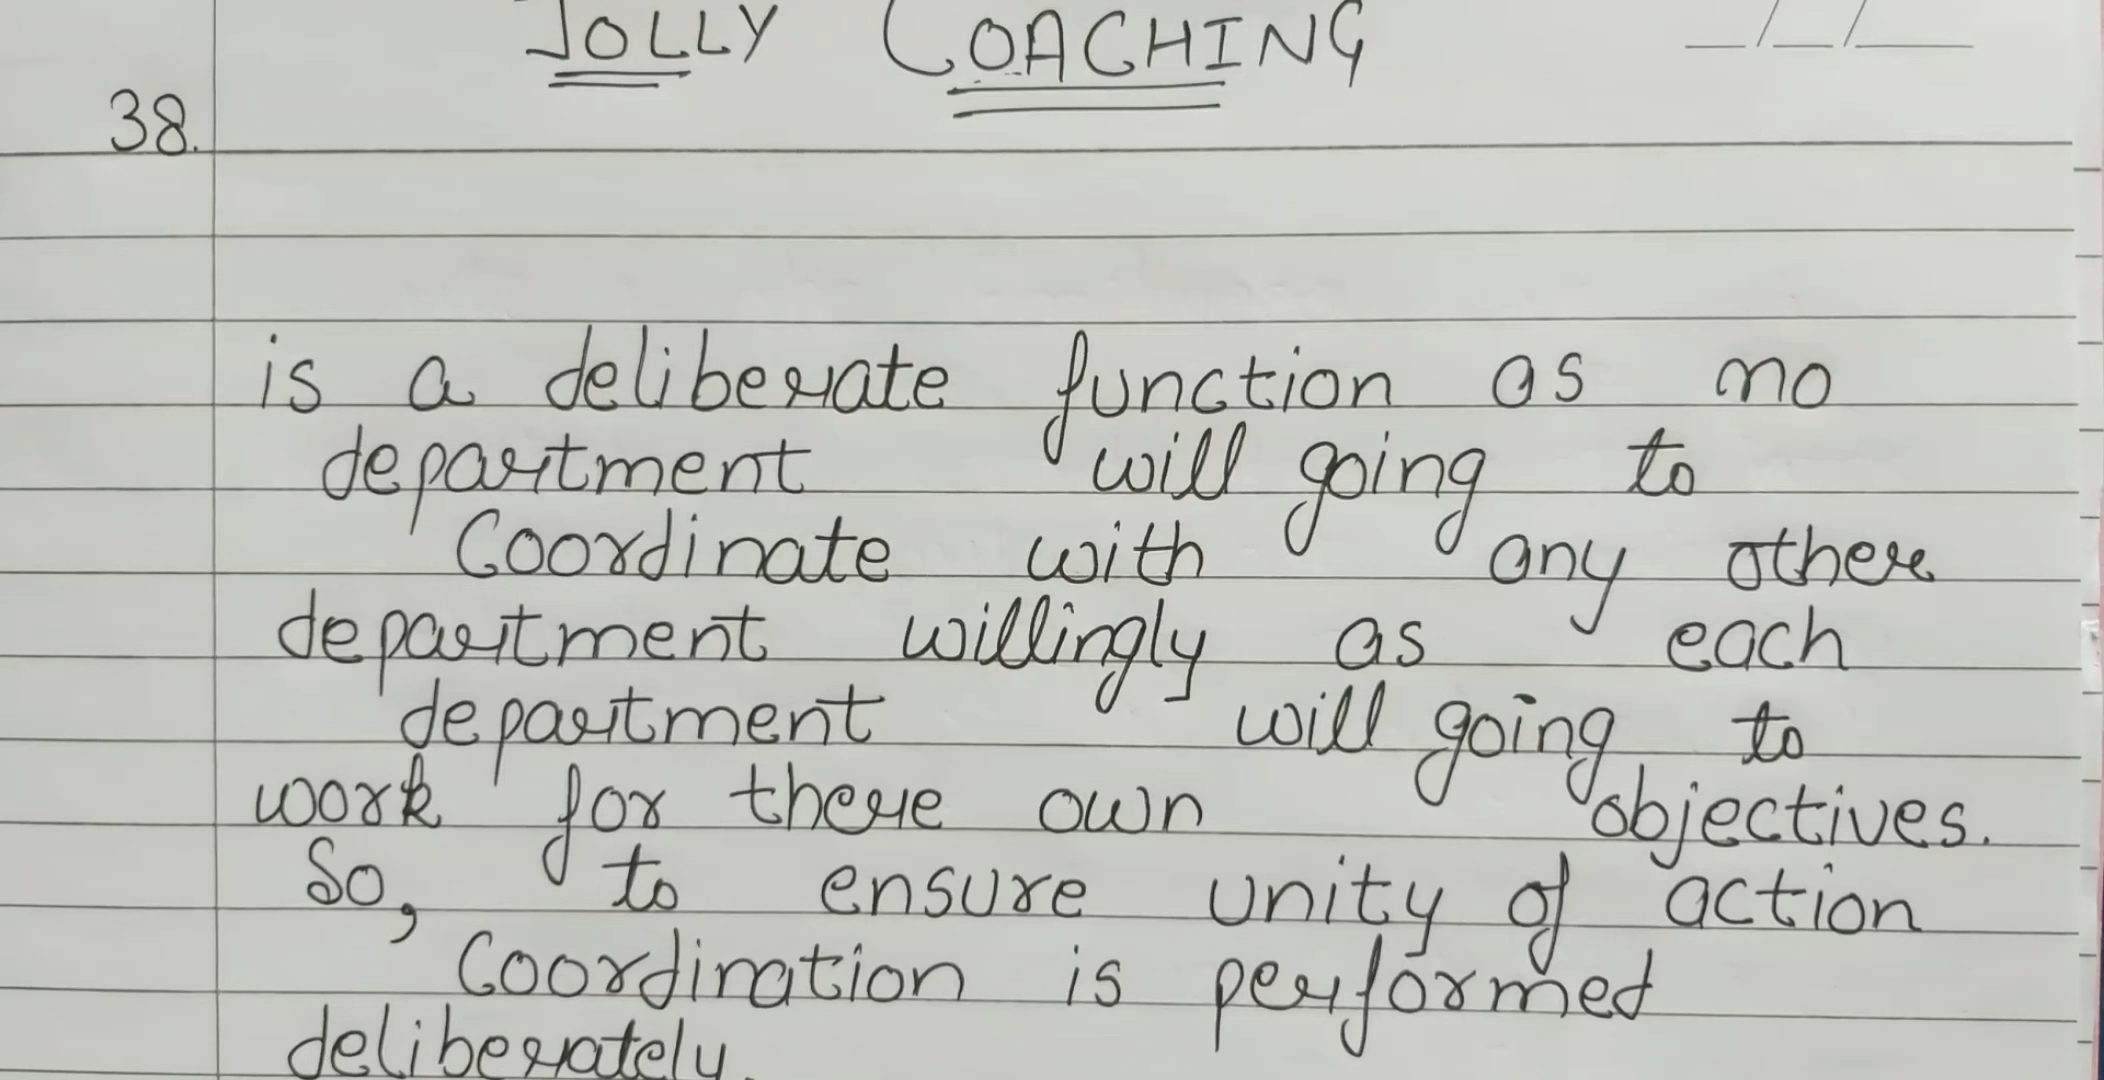 JOLLY COACHING
38.
is a deliberate function as no
department will going to
Coordinate with any other
department willingly as each
department will going to
work for there own objectives.
So, to ensure unity of action
Coordination is performed
deliberately.